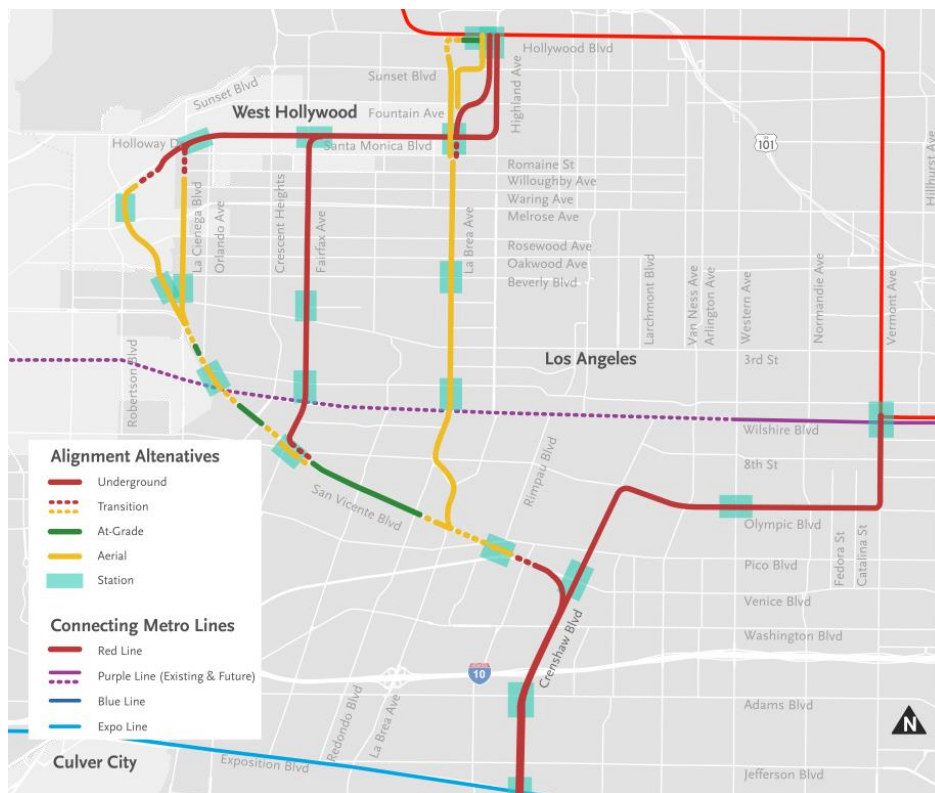 Hollywood Blvd
Sunset Blvd
Sunset Blvd
Highland Ave
Fountain Ave
West Hollywood
Santa Monica Blvd
US
101
Romaine St
Willoughby Ave
Waring Ave
Melrose Ave
Hillhurst Ave
La Cienega Blvd
Orlando Ave
Crescent Heights
Fairfax Ave
La Brea Ave
Rosewood Ave
Oakwood Ave
Beverly Blvd
Larchmont Blvd
Van Ness Ave
Arlington Ave
Western Ave
Normandie Ave
Vermont Ave
Robertson Blvd
Los Angeles
3rd St
Wilshire Blvd
8th St
Rimpau Blvd
San Vicente Blvd
Olympic Blvd
Fedora St
Catalina St
Pico Blvd
Venice Blvd
Washington Blvd
Crenshaw Blvd
10
Adams Blvd
Redondo Blvd
La Brea Ave
Exposition Blvd
Jefferson Blvd
Culver City
N
Alignment Altenatives
Underground
Transition
At-Grade
Aerial
Station
Connecting Metro Lines
Red Line
Purple Line (Existing & Future)
Blue Line
Expo Line